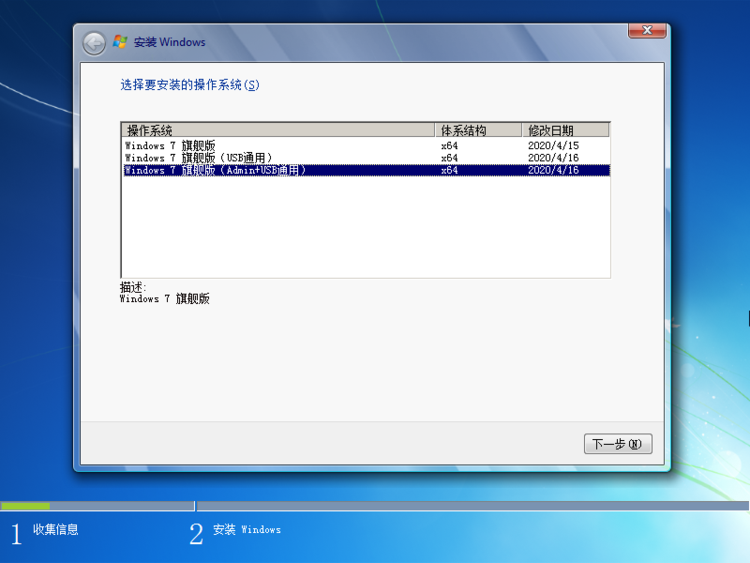 安装 Windows
选择要安装的操作系统(S)
操作系统 体系结构 修改日期
Windows 7 旗舰版 x64 2020/4/15
Windows 7 旗舰版（USB通用） x64 2020/4/16
Windows 7 旗舰版（Admin+USB通用） x64 2020/4/16
描述:
Windows 7 旗舰版
下一步(N)
1 收集信息 2 安装 Windows